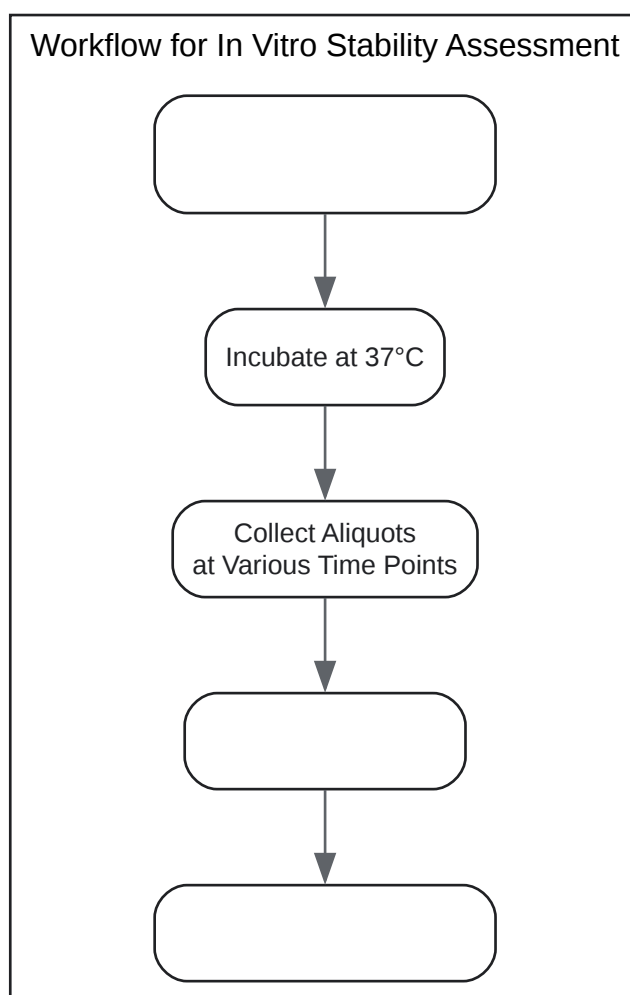 Workflow for In Vitro Stability Assessment
Incubate at 37°C
Collect Aliquots
at Various Time Points